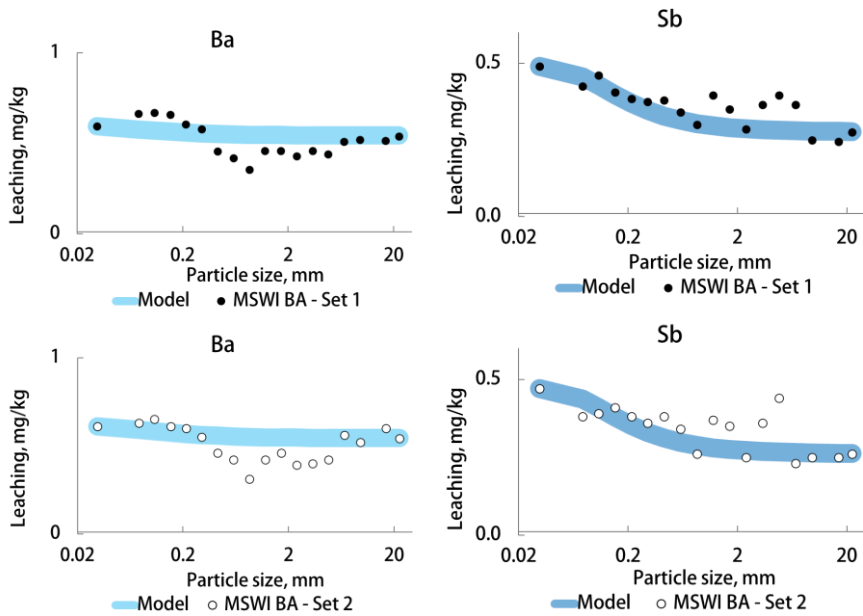 Ba
1
Leaching, mg/kg
0
0.02 0.2 2 20
Particle size, mm
Model MSWI BA - Set 1
Sb
0.5
Leaching, mg/kg
0.0
0.02 0.2 2 20
Particle size, mm
Model MSWI BA - Set 1
Ba
1
Leaching, mg/kg
0
0.02 0.2 2 20
Particle size, mm
Model MSWI BA - Set 2
Sb
0.5
Leaching, mg/kg
0.0
0.02 0.2 2 20
Particle size, mm
Model MSWI BA - Set 2